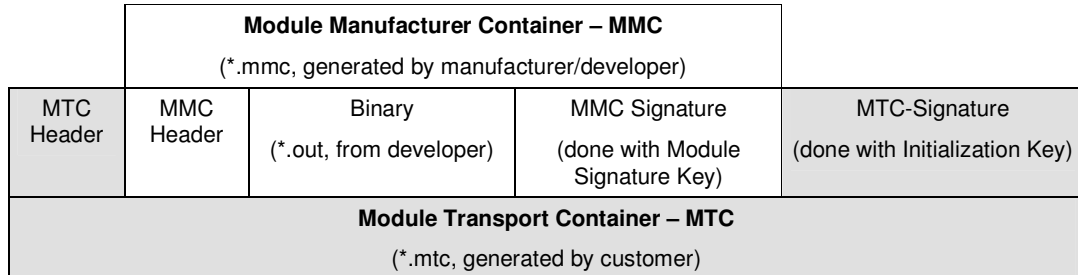 Module Manufacturer Container – MMC
(*.mmc, generated by manufacturer/developer)
MTC
Header
MMC
Header
Binary
(*.out, from developer)
MMC Signature
(done with Module
Signature Key)
MTC-Signature
(done with Initialization Key)
Module Transport Container – MTC
(*.mtc, generated by customer)